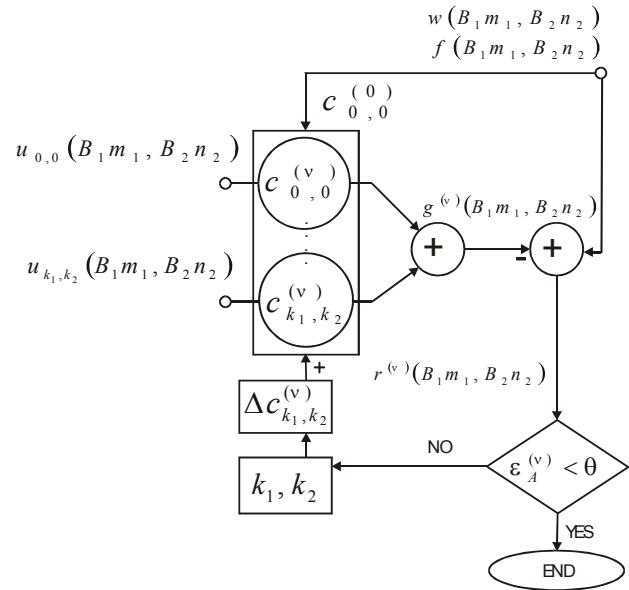 w (B₁m₁, B₂n₂)
f (B₁m₁, B₂n₂)
c₀,₀⁽⁰⁾
u₀,₀ (B₁m₁, B₂n₂)
c₀,₀⁽ᵛ⁾
g⁽ᵛ⁾(B₁m₁, B₂n₂)
+
-
+
u_{k₁,k₂} (B₁m₁, B₂n₂)
c_{k₁,k₂}^{(ν)}
+
r⁽ᵛ⁾(B₁m₁, B₂n₂)
Δc_{k₁,k₂}^{(ν)}
NO
ε_A^{(ν)} < θ
k₁, k₂
YES
END